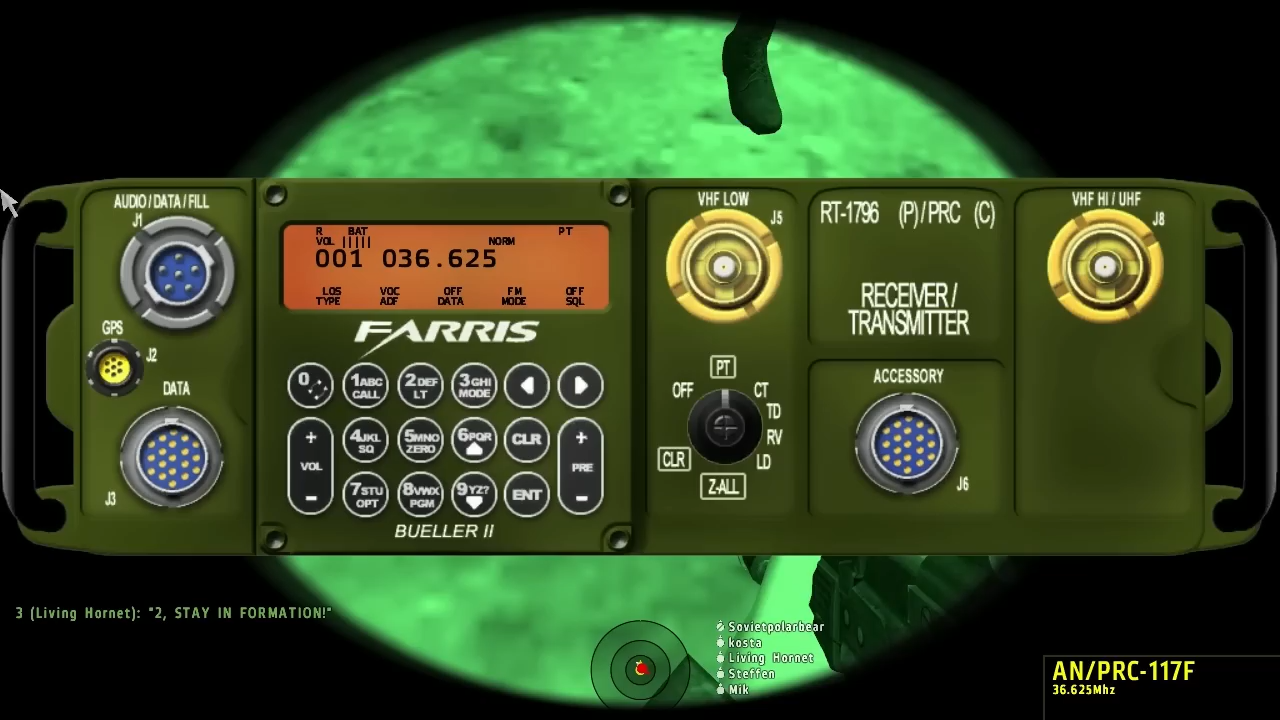 AUDIO / DATA / FILL
J1
GPS
J2
DATA
J3
R BAT PT
VOL ||||| NORM
001 036.625
LOS VOC OFF FM OFF
TYPE ADF DATA MODE SQL
FARRIS
0
1ABC CALL
2DEF LT
3GHI MODE
4JKL SQ
5MNO ZERO
6PQR
CLR
7STU OPT
8VWX PGM
9YZ?
ENT
+ VOL -
+ PRE -
BUELLER II
VHF LOW
J5
PT
OFF
CT
TD
RV
LD
CLR
Z-ALL
RT-1796 (P)/PRC (C)
RECEIVER /
TRANSMITTER
ACCESSORY
J6
VHF HI / UHF
J8
3 (Living Hornet): "2, STAY IN FORMATION!"
Sovietpolarbear
kosta
Living Hornet
Steffen
Mik
AN/PRC-117F
36.625Mhz